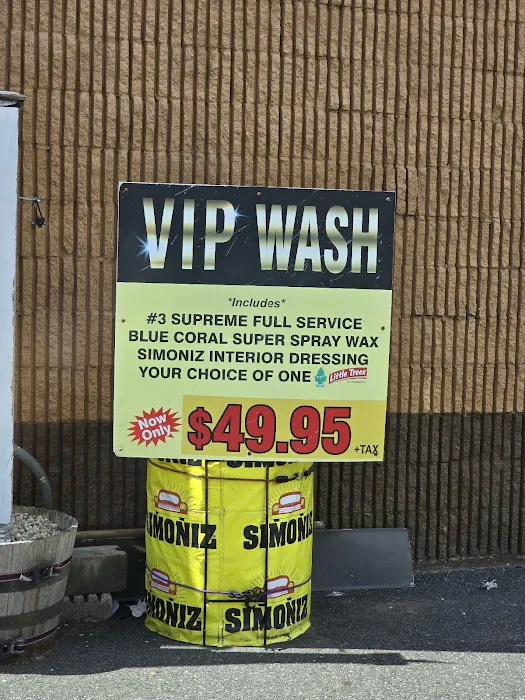 VIP WASH
*Includes*
#3 SUPREME FULL SERVICE
BLUE CORAL SUPER SPRAY WAX
SIMONIZ INTERIOR DRESSING
YOUR CHOICE OF ONE Little Trees
Now
Only
$49.95 +TAX
SIMONIZ
SIMONIZ
SIMONIZ
SIMONIZ